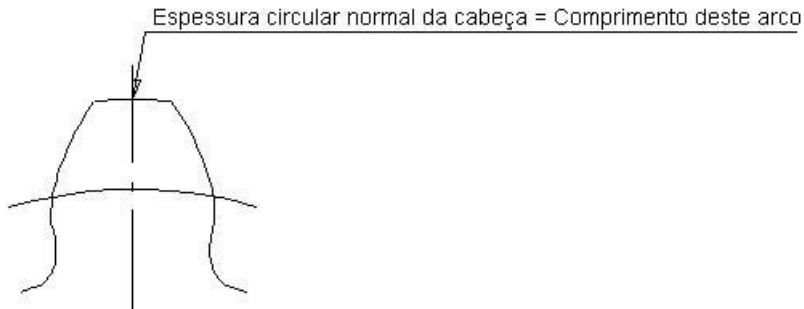 Espessura circular normal da cabeça = Comprimento deste arco